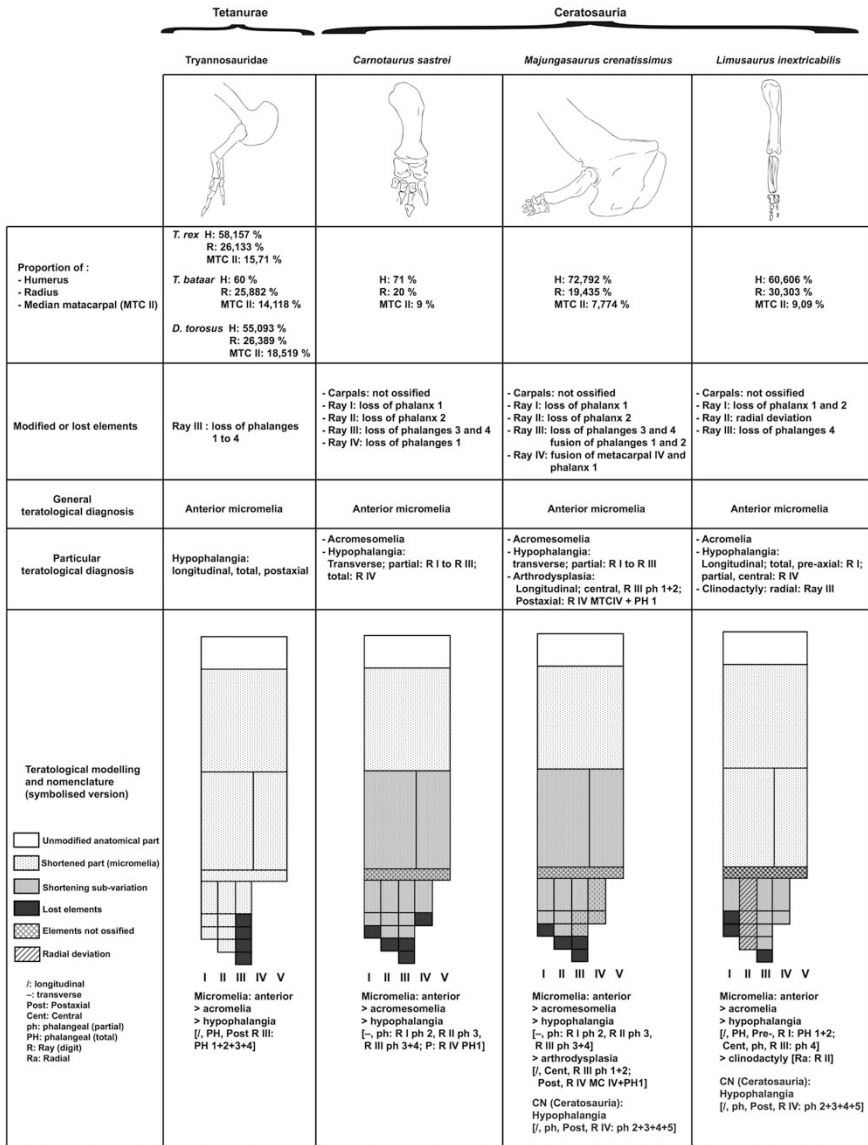 Tetanurae
Ceratosauria
Tryannosauridae
Carnotaurus sastrei
Majungasaurus crenatissimus
Limusaurus inextricabilis
Proportion of :
- Humerus
- Radius
- Median matacarpal (MTC II)
T. rex H: 58,157 %
R: 26,133 %
MTC II: 15,71 %
T. bataar H: 60 %
R: 25,882 %
MTC II: 14,118 %
D. torosus H: 55,093 %
R: 26,389 %
MTC II: 18,519 %
H: 71 %
R: 20 %
MTC II: 9 %
H: 72,792 %
R: 19,435 %
MTC II: 7,774 %
H: 60,606 %
R: 30,303 %
MTC II: 9,09 %
Modified or lost elements
Ray III : loss of phalanges
1 to 4
- Carpals: not ossified
- Ray I: loss of phalanx 1
- Ray II: loss of phalanx 2
- Ray III: loss of phalanges 3 and 4
- Ray IV: loss of phalanges 1
- Carpals: not ossified
- Ray I: loss of phalanx 1
- Ray II: loss of phalanx 2
- Ray III: loss of phalanges 3 and 4
fusion of phalanges 1 and 2
- Ray IV: fusion of metacarpal IV and
phalanx 1
- Carpals: not ossified
- Ray I: loss of phalanx 1 and 2
- Ray II: radial deviation
- Ray III: loss of phalanges 4
General
teratological diagnosis
Anterior micromelia
Anterior micromelia
Anterior micromelia
Anterior micromelia
Particular
teratological diagnosis
Hypophalangia:
longitudinal, total, postaxial
- Acromesomelia
- Hypophalangia:
Transverse; partial: R I to R III;
total: R IV
- Acromesomelia
- Hypophalangia:
transverse; partial: R I to R III
- Arthrodysplasia:
Longitudinal; central, R III ph 1+2;
Postaxial: R IV MTCIV + PH 1
- Acromelia
- Hypophalangia:
Longitudinal; total, pre-axial: R I;
partial, central: R IV
- Clinodactyly: radial: Ray III
Teratological modelling
and nomenclature
(symbolised version)
Unmodified anatomical part
Shortened part (micromelia)
Shortening sub-variation
Lost elements
Elements not ossified
Radial deviation
/: longitudinal
–: transverse
Post: Postaxial
Cent: Central
ph: phalangeal (partial)
PH: phalangeal (total)
R: Ray (digit)
Ra: Radial
I II III IV V
Micromelia: anterior
> acromelia
> hypophalangia
[/, PH, Post R III:
PH 1+2+3+4]
I II III IV V
Micromelia: anterior
> acromesomelia
> hypophalangia
[–, ph: R I ph 2, R II ph 3,
R III ph 3+4; P: R IV PH1]
I II III IV V
Micromelia: anterior
> acromesomelia
> hypophalangia
[–, ph: R I ph 2, R II ph 3,
R III ph 3+4]
> arthrodysplasia
[/, Cent, R III ph 1+2;
Post, R IV MC IV+PH1]
CN (Ceratosauria):
Hypophalangia
[/, ph, Post, R IV: ph 2+3+4+5]
I II III IV V
Micromelia: anterior
> acromelia
> hypophalangia
[/, PH, Pre-, R I: PH 1+2;
Cent, ph, R III: ph 4]
> clinodactyly [Ra: R II]
CN (Ceratosauria):
Hypophalangia
[/, ph, Post, R IV: ph 2+3+4+5]